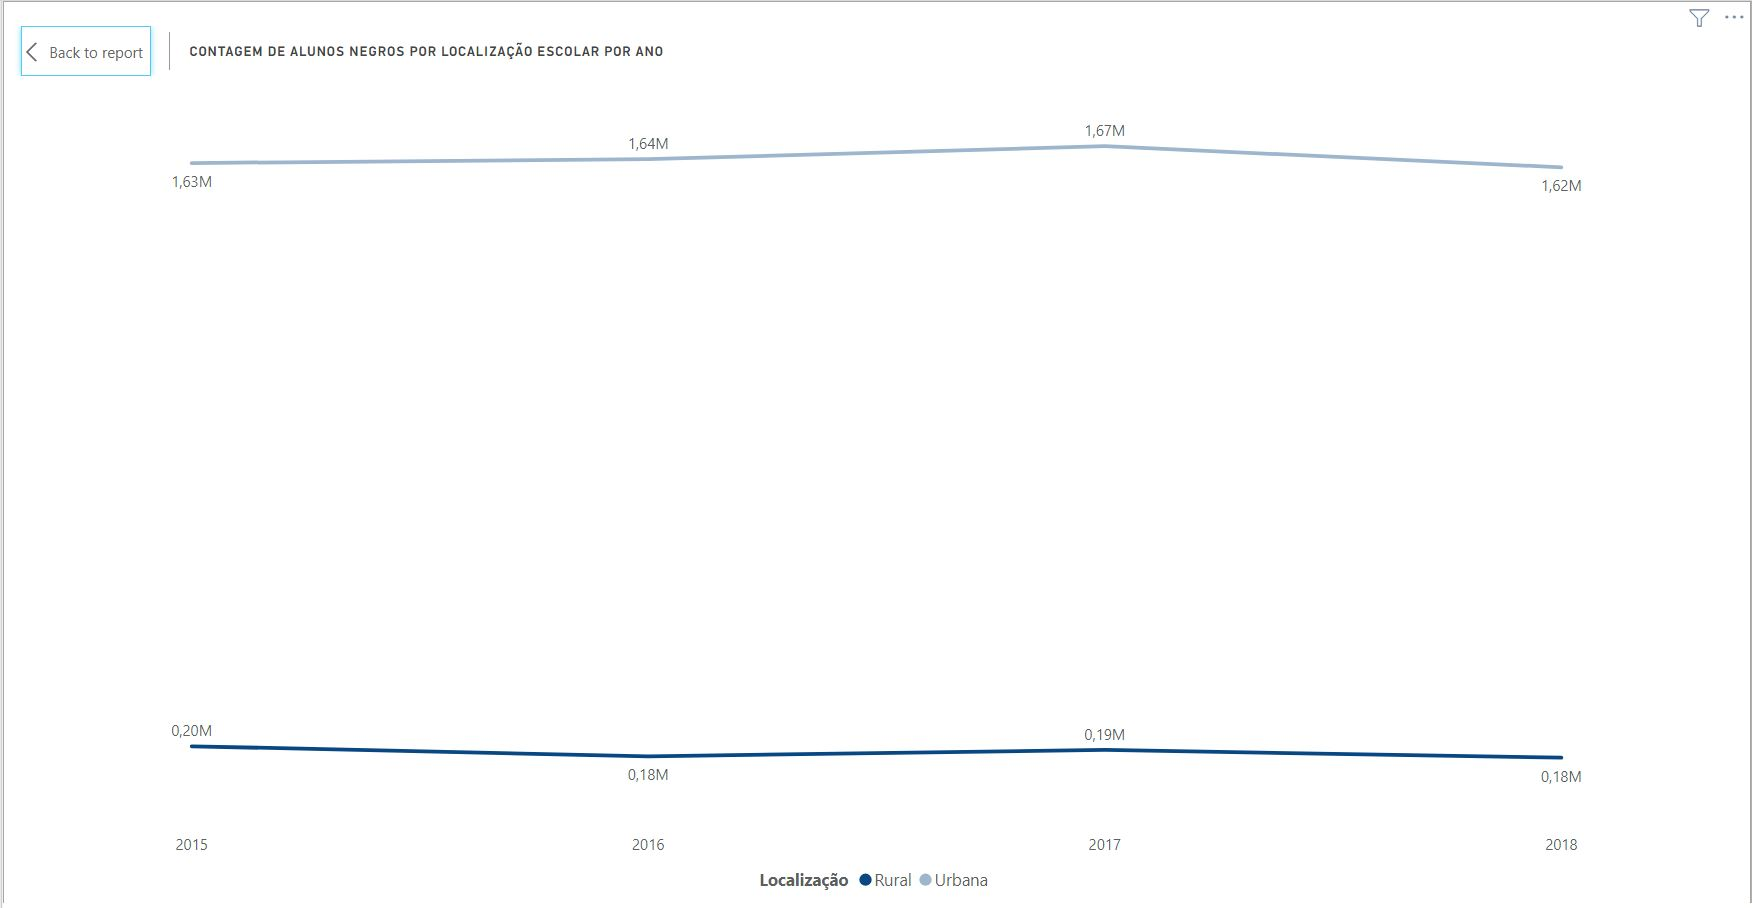 Back to report
CONTAGEM DE ALUNOS NEGROS POR LOCALIZAÇÃO ESCOLAR POR ANO
1,67M
1,64M
1,63M
1,62M
0,20M
0,19M
0,18M
0,18M
2015 2016 2017 2018
Localização Rural Urbana